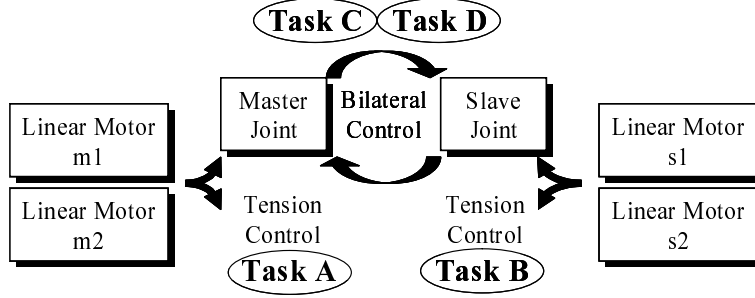 Task C Task D
Master
Joint
Bilateral
Control
Slave
Joint
Linear Motor
m1
Linear Motor
m2
Linear Motor
s1
Linear Motor
s2
Tension
Control
Task A
Tension
Control
Task B